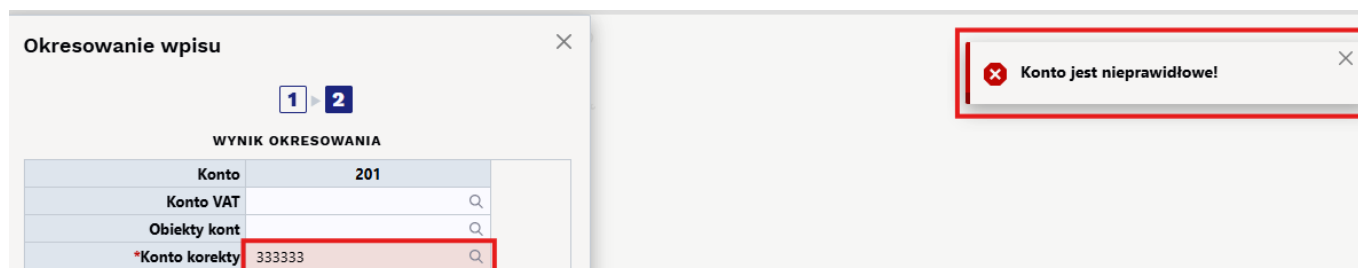 Okresowanie wpisu
Konto jest nieprawidłowe!
1 2
WYNIK OKRESOWANIA
Konto 201
Konto VAT
Obiekty kont
*Konto korekty 333333